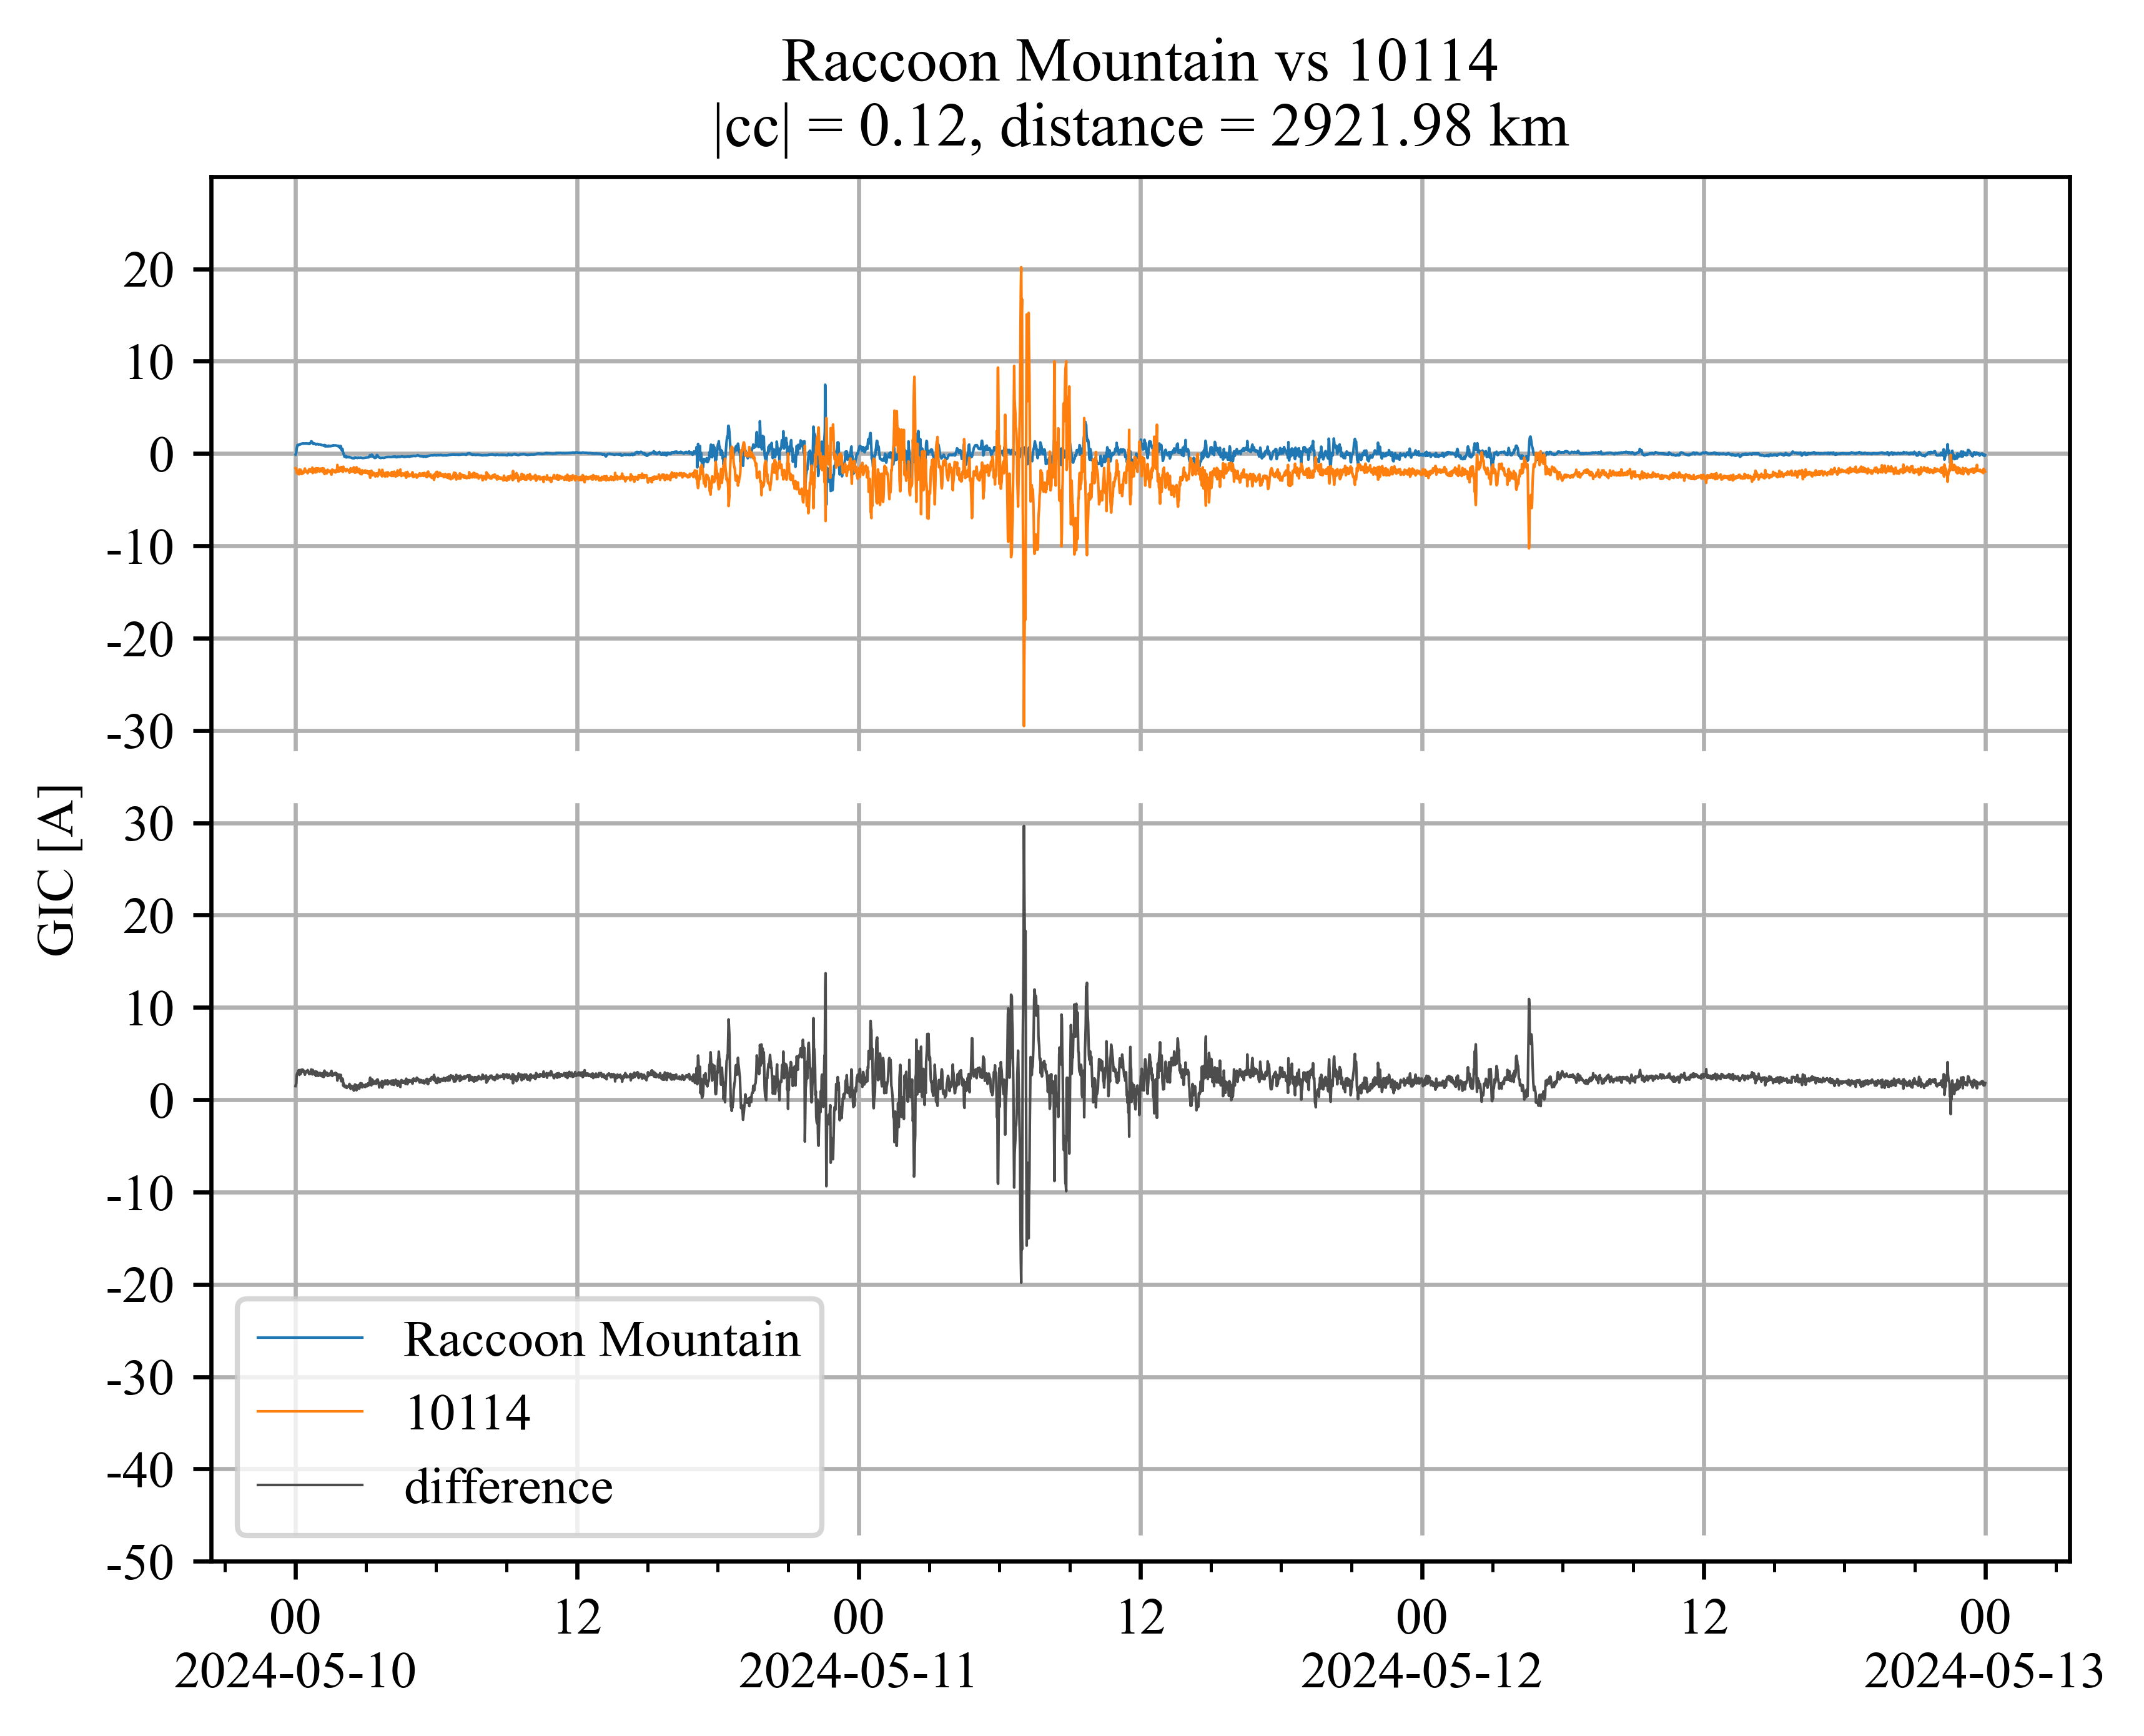 Raccoon Mountain vs 10114
|cc| = 0.12, distance = 2921.98 km
GIC [A]
20
10
0
-10
-20
-30
30
20
10
0
-10
-20
-30
-40
-50
Raccoon Mountain
10114
difference
00 12 00 12 00 12 00
2024-05-10 2024-05-11 2024-05-12 2024-05-13